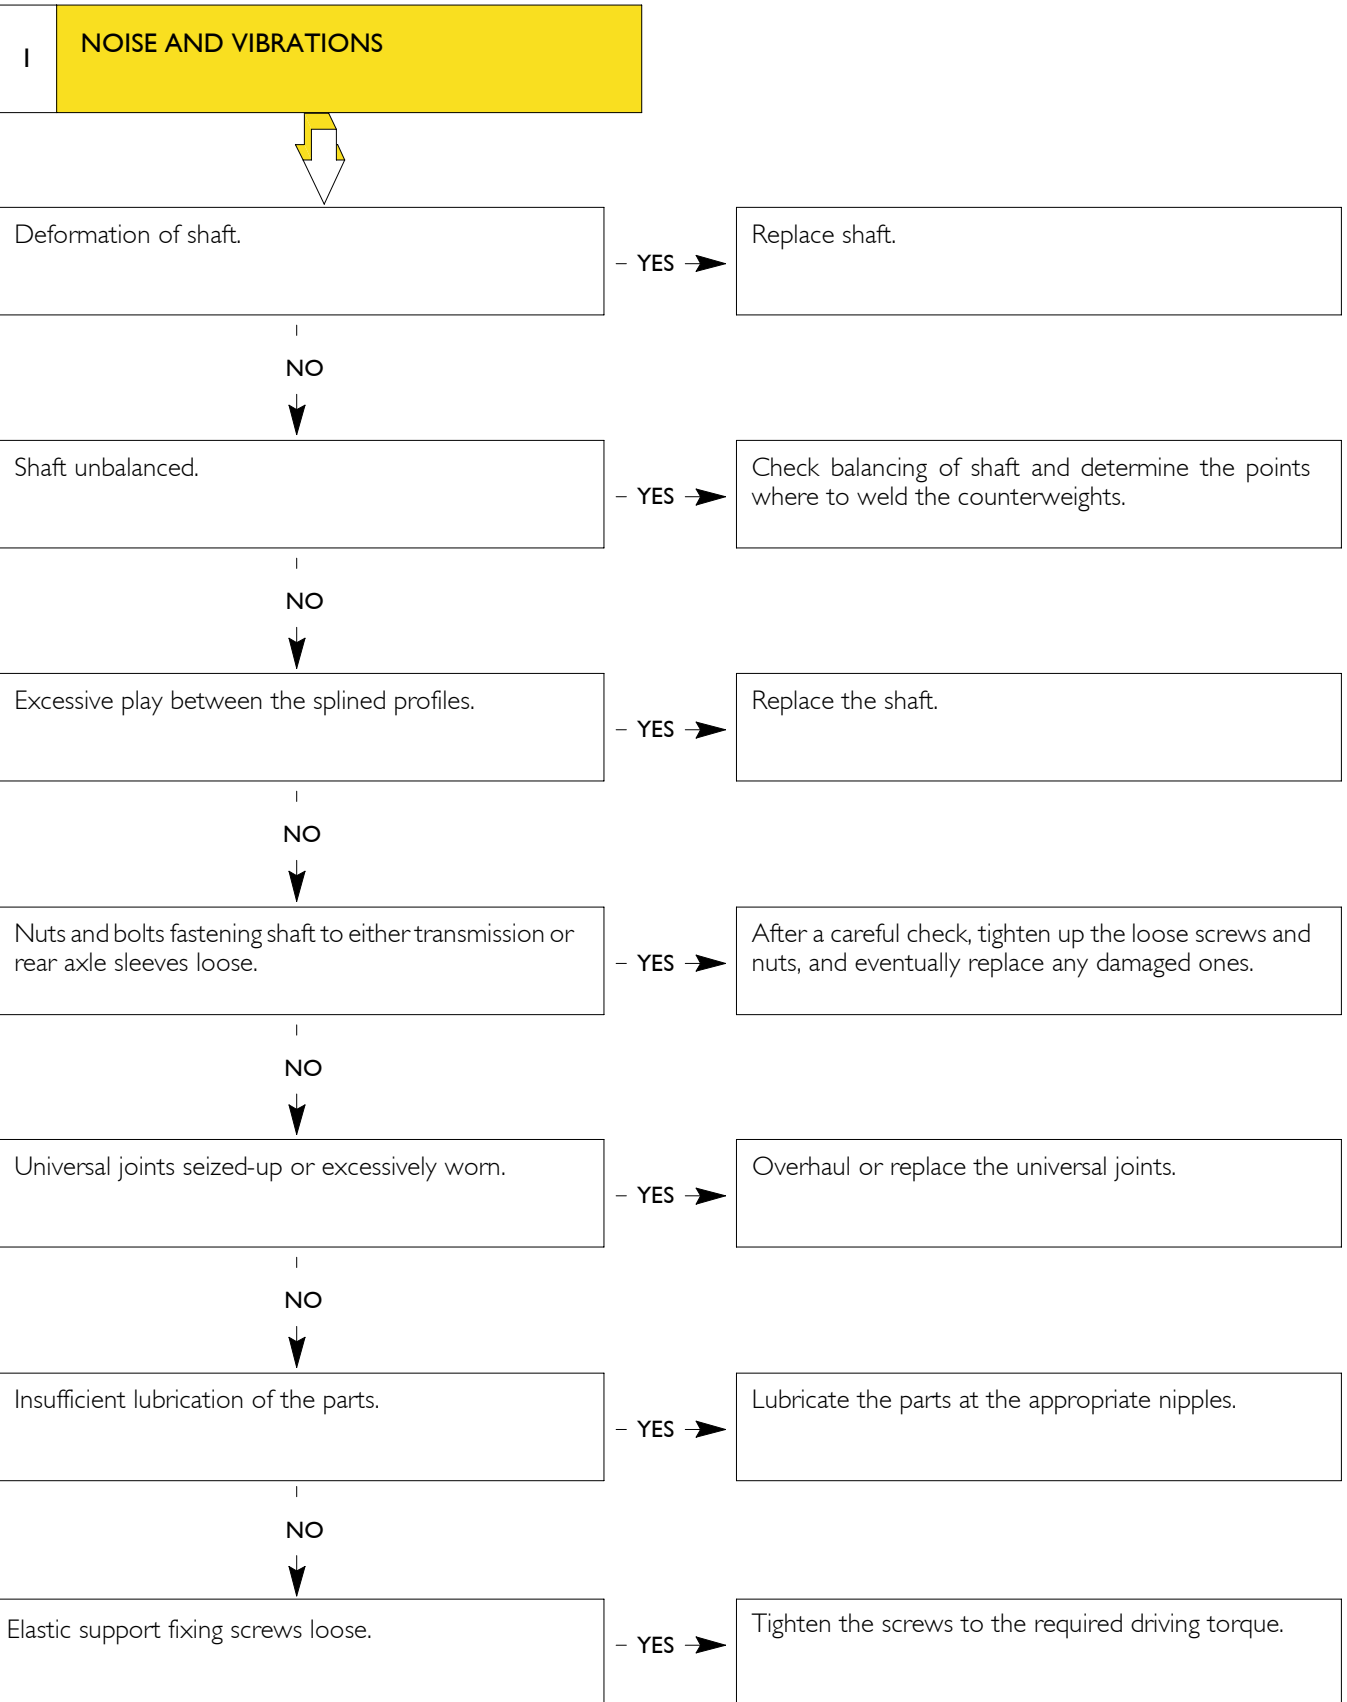 1
NOISE AND VIBRATIONS
Deformation of shaft.
YES
Replace shaft.
NO
Shaft unbalanced.
YES
Check balancing of shaft and determine the points
where to weld the counterweights.
NO
Excessive play between the splined profiles.
YES
Replace the shaft.
NO
Nuts and bolts fastening shaft to either transmission or
rear axle sleeves loose.
YES
After a careful check, tighten up the loose screws and
nuts, and eventually replace any damaged ones.
NO
Universal joints seized-up or excessively worn.
YES
Overhaul or replace the universal joints.
NO
Insufficient lubrication of the parts.
YES
Lubricate the parts at the appropriate nipples.
NO
Elastic support fixing screws loose.
YES
Tighten the screws to the required driving torque.